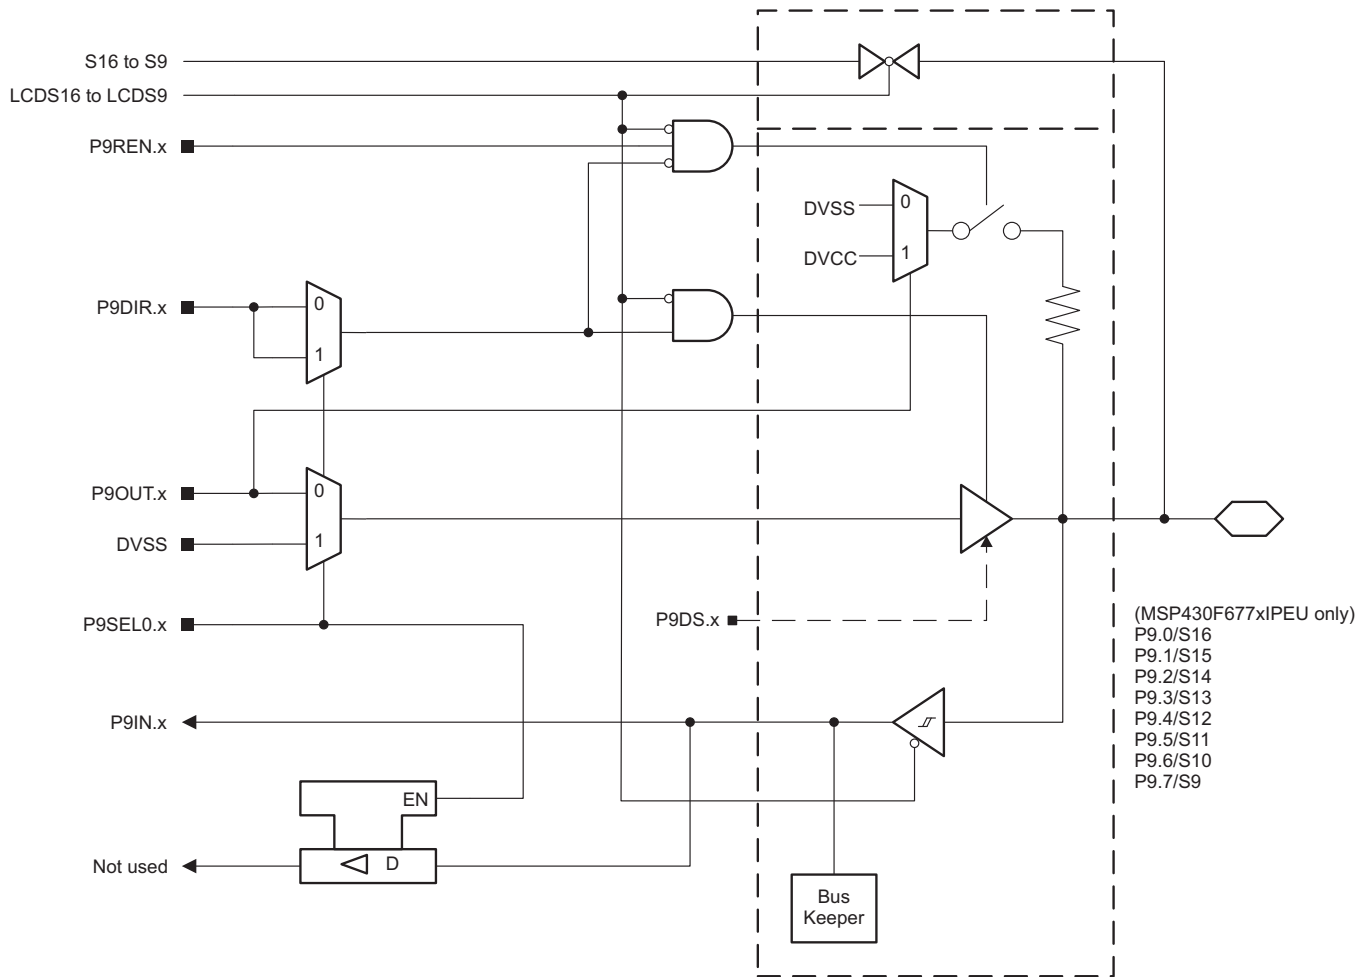 S16 to S9
LCDS16 to LCDS9
P9REN.x
DVSS
0
DVCC
1
P9DIR.x
0
1
P9OUT.x
0
DVSS
1
P9SEL0.x
P9DS.x
(MSP430F677xIPEU only)
P9.0/S16
P9.1/S15
P9.2/S14
P9.3/S13
P9.4/S12
P9.5/S11
P9.6/S10
P9.7/S9
P9IN.x
EN
Not used
D
Bus
Keeper